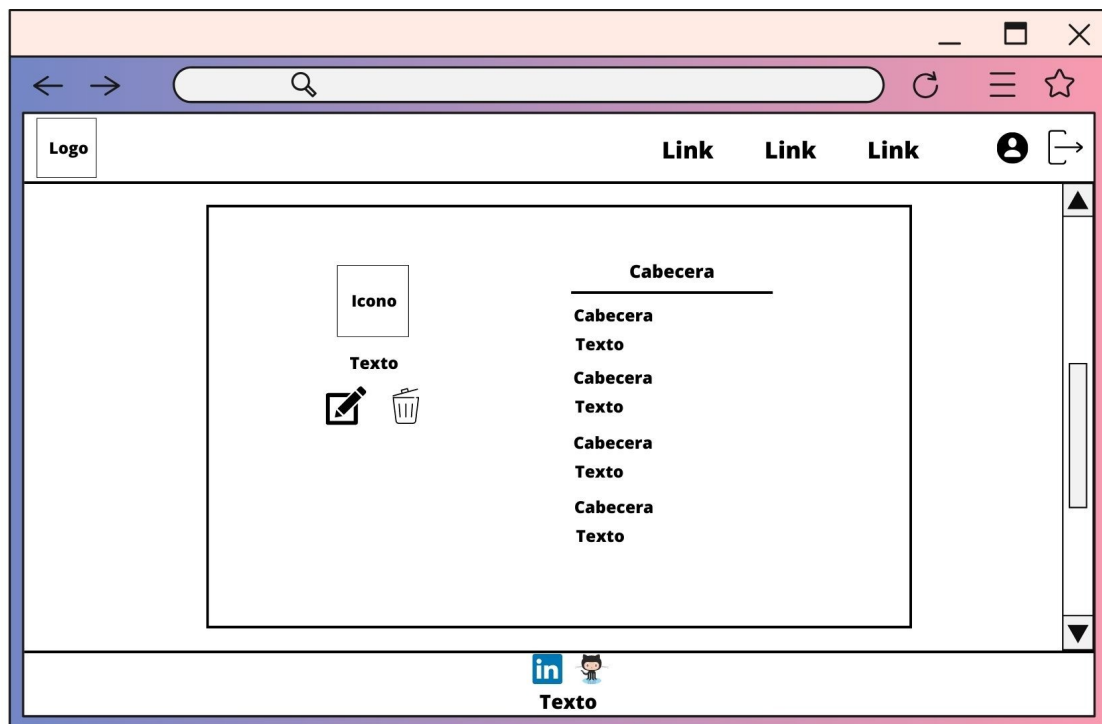 Logo
Link Link Link
Icono
Texto
Cabecera
Cabecera
Texto
Cabecera
Texto
Cabecera
Texto
Cabecera
Texto
in
Texto